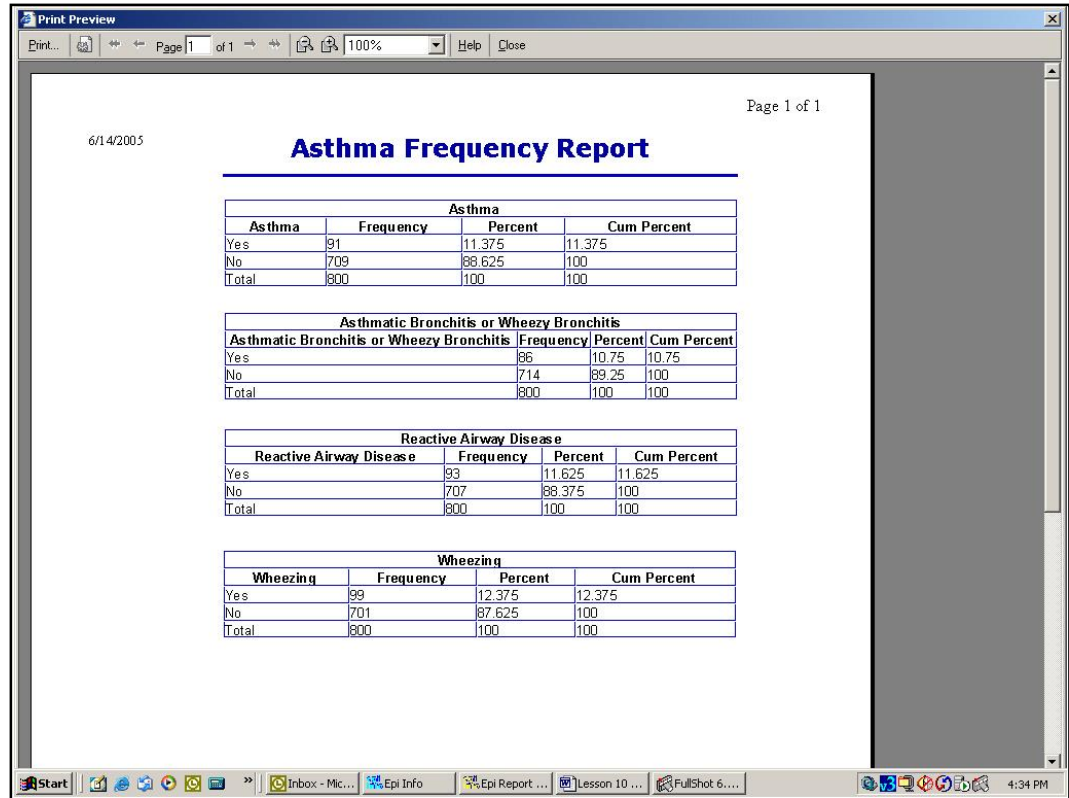 Print Preview
Print... Page 1 of 1 100% Help Close
Page 1 of 1
6/14/2005
Asthma Frequency Report
Asthma
Asthma Frequency Percent Cum Percent
Yes 91 11.375 11.375
No 709 88.625 100
Total 800 100 100
Asthmatic Bronchitis or Wheezy Bronchitis
Asthmatic Bronchitis or Wheezy Bronchitis Frequency Percent Cum Percent
Yes 86 10.75 10.75
No 714 89.25 100
Total 800 100 100
Reactive Airway Disease
Reactive Airway Disease Frequency Percent Cum Percent
Yes 93 11.625 11.625
No 707 88.375 100
Total 800 100 100
Wheezing
Wheezing Frequency Percent Cum Percent
Yes 99 12.375 12.375
No 701 87.625 100
Total 800 100 100
Start » Inbox - Mic... Epi Info Epi Report ... Lesson 10 ... FullShot 6.... v3 4:34 PM